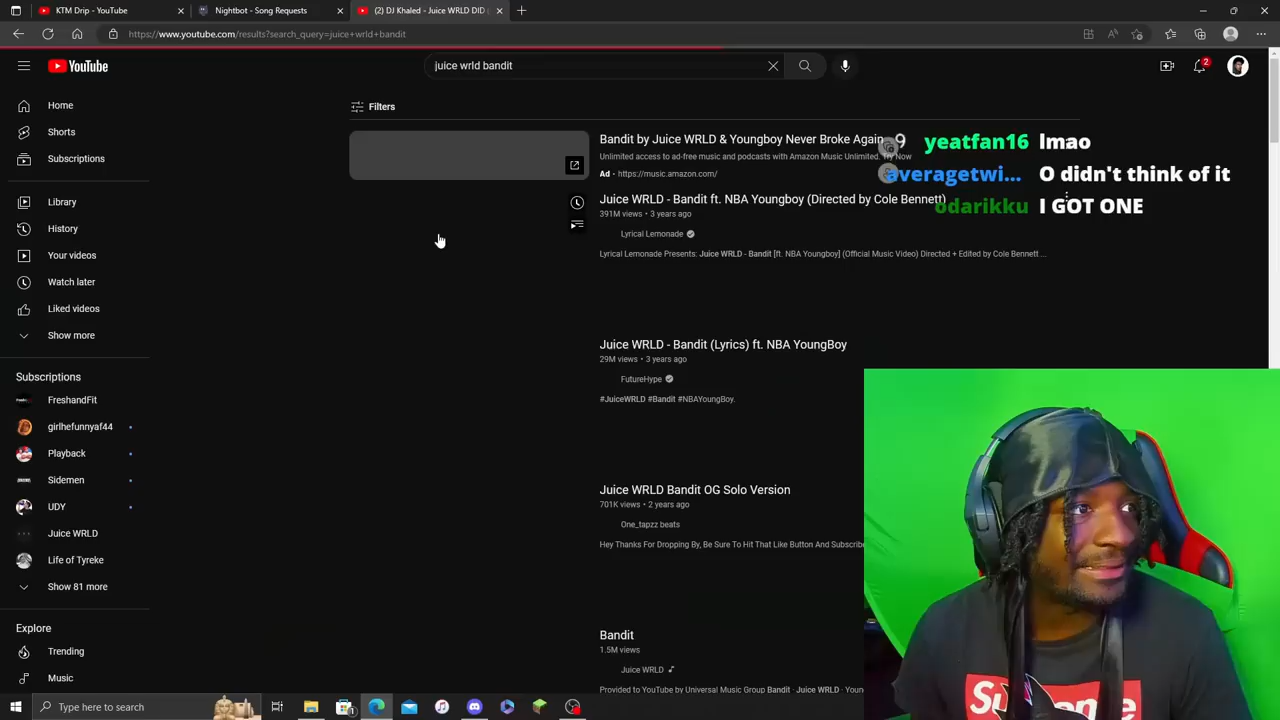 KTM Drip - YouTube
Nightbot - Song Requests
(2) DJ Khaled - Juice WRLD DID
https://www.youtube.com/results?search_query=juice+wrld+bandit
YouTube
juice wrld bandit
2
Filters
Home
Shorts
Subscriptions
Library
History
Your videos
Watch later
Liked videos
Show more
Subscriptions
FreshandFit
girlhefunnyaf44
Playback
Sidemen
UDY
Juice WRLD
Life of Tyreke
Show 81 more
Explore
Trending
Music
Bandit by Juice WRLD & Youngboy Never Broke Again
Unlimited access to ad-free music and podcasts with Amazon Music Unlimited. Try Now
Ad • https://music.amazon.com/
Juice WRLD - Bandit ft. NBA Youngboy (Directed by Cole Bennett)
391M views • 3 years ago
Lyrical Lemonade
Lyrical Lemonade Presents: Juice WRLD - Bandit [ft. NBA Youngboy] (Official Music Video) Directed + Edited by Cole Bennett ...
Juice WRLD - Bandit (Lyrics) ft. NBA YoungBoy
29M views • 3 years ago
FutureHype
#JuiceWRLD #Bandit #NBAYoungBoy.
Juice WRLD Bandit OG Solo Version
701K views • 2 years ago
One_tapzz beats
Hey Thanks For Dropping By, Be Sure To Hit That Like Button And Subscribe
Bandit
1.5M views
Juice WRLD
Provided to YouTube by Universal Music Group Bandit · Juice WRLD ·
yeatfan16 lmao
averagetwi... O didn't think of it
odarikku I GOT ONE
Type here to search
1